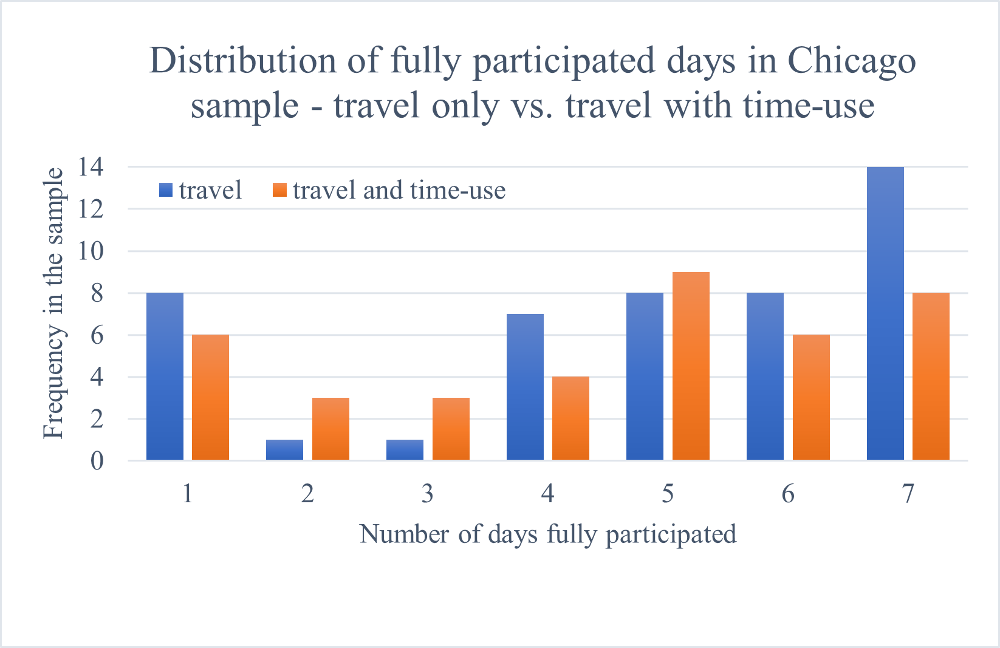 Distribution of fully participated days in Chicago
sample - travel only vs. travel with time-use
Frequency in the sample
14
12
10
8
6
4
2
0
travel
travel and time-use
1 2 3 4 5 6 7
Number of days fully participated